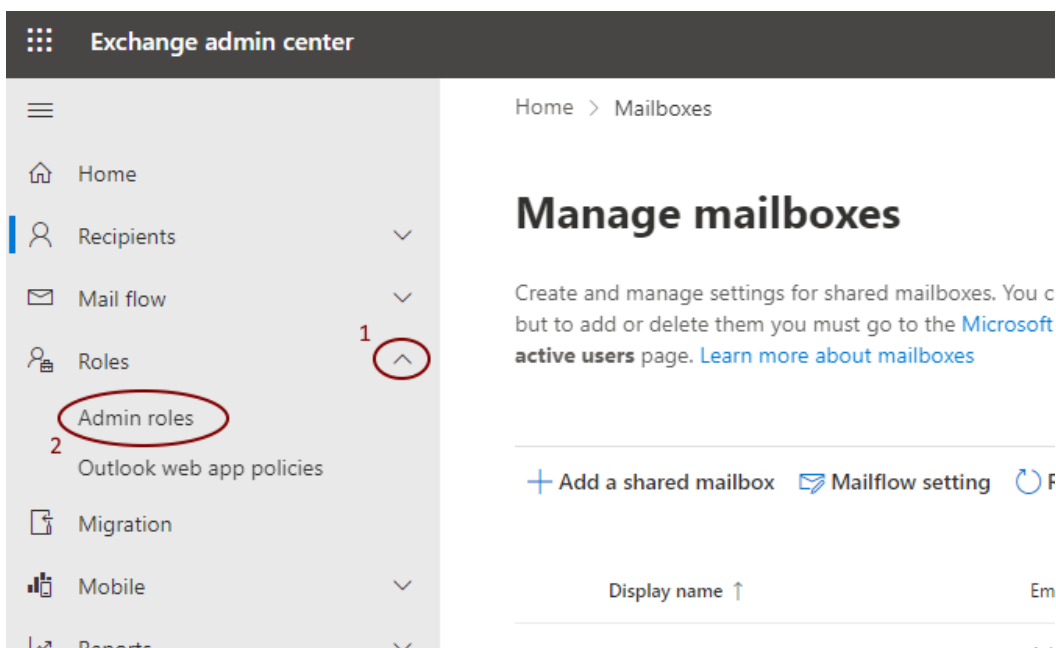 Exchange admin center
Home > Mailboxes
Home
Manage mailboxes
Recipients
Mail flow
Create and manage settings for shared mailboxes. You
but to add or delete them you must go to the Microsoft
active users page. Learn more about mailboxes
1
Roles
Admin roles
2
Outlook web app policies
+ Add a shared mailbox Mailflow setting
Migration
Mobile
Display name ↑
Reports